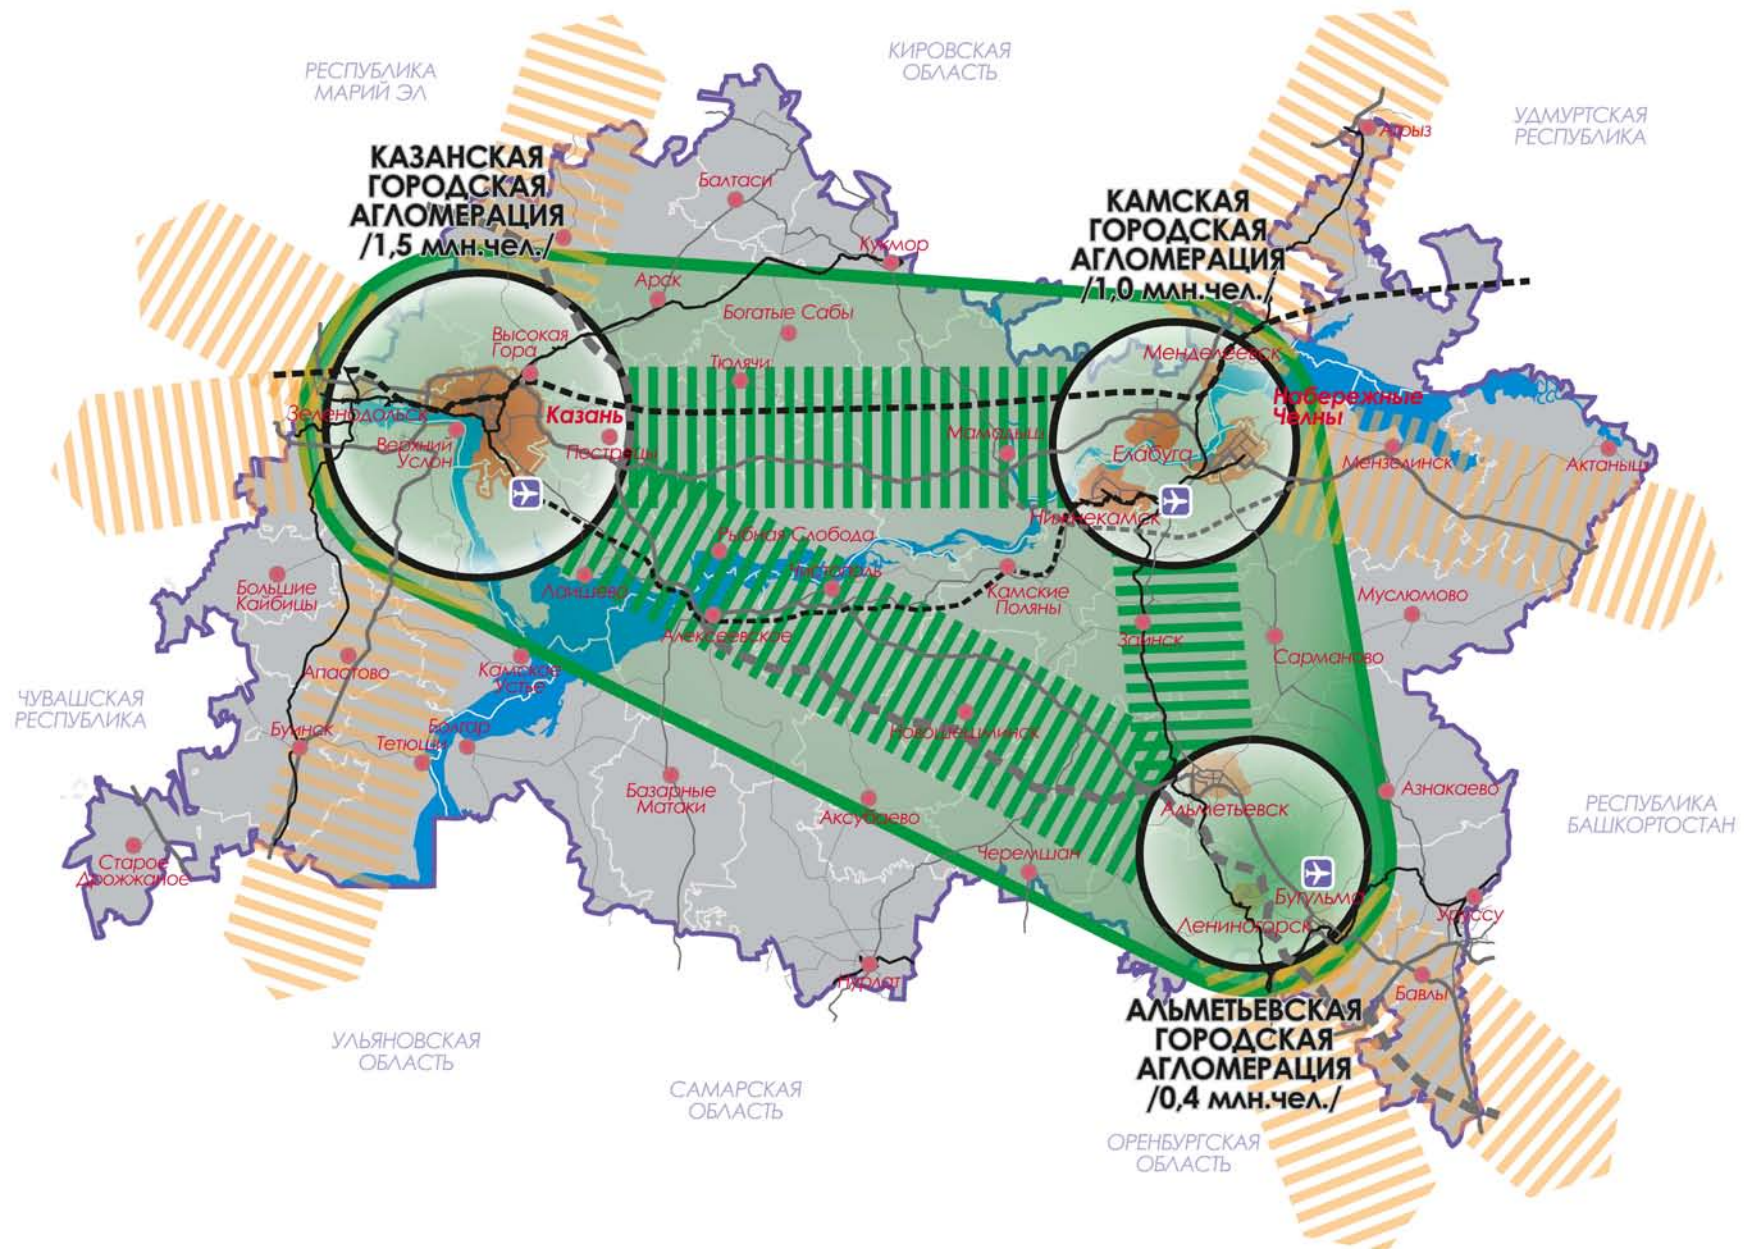 КИРОВСКАЯ
ОБЛАСТЬ
РЕСПУБЛИКА
МАРИЙ ЭЛ
УДМУРТСКАЯ
РЕСПУБЛИКА
Агрыз
КАЗАНСКАЯ
ГОРОДСКАЯ
АГЛОМЕРАЦИЯ
/1,5 МЛН.ЧЕЛ./
Балтаси
КАМСКАЯ
ГОРОДСКАЯ
АГЛОМЕРАЦИЯ
/1,0 МЛН.ЧЕЛ./
Кукмор
Арск
Богатые Сабы
Высокая
Гора
Тюлячи
Менделеевск
Зеленодольск
Казань
Набережные
Челны
Верхний
Услон
Пестрецы
Мамадыш
Елабуга
Мензелинск
Актаныш
Нижнекамск
Рыбная Слобода
Чистополь
Большие
Кайбицы
Лаишево
Камские
Поляны
Муслюмово
Алексеевское
Заинск
Сарманово
Апастово
Камское
Устье
ЧУВАШСКАЯ
РЕСПУБЛИКА
Буинск
Тетюши
Болгар
Новошешминск
Базарные
Матаки
Аксубаево
Альметьевск
Азнакаево
РЕСПУБЛИКА
БАШКОРТОСТАН
Старое
Дрожжаное
Черемшан
Бугульма
Лениногорск
Уруссу
Нурлат
Бавлы
АЛЬМЕТЬЕВСКАЯ
ГОРОДСКАЯ
АГЛОМЕРАЦИЯ
/0,4 МЛН.ЧЕЛ./
УЛЬЯНОВСКАЯ
ОБЛАСТЬ
САМАРСКАЯ
ОБЛАСТЬ
ОРЕНБУРГСКАЯ
ОБЛАСТЬ